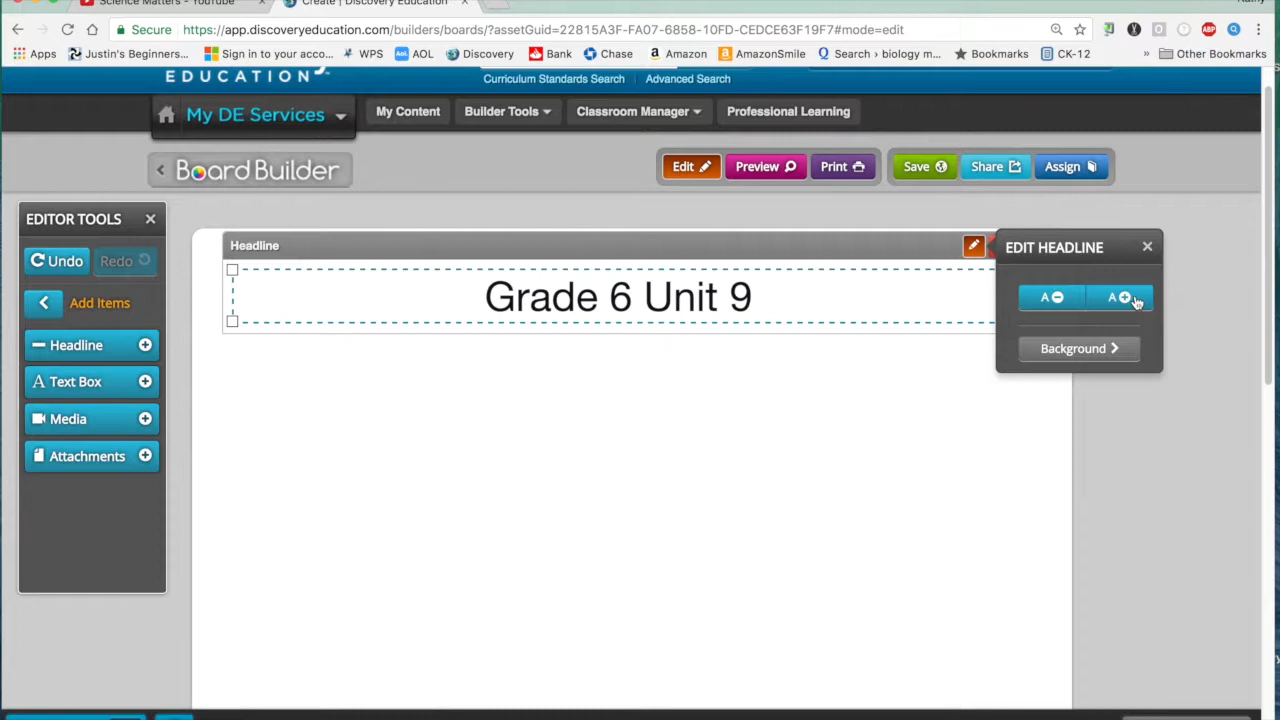 Science Matters - YouTube
Create | Discovery Education
Kathy
Secure https://app.discoveryeducation.com/builders/boards/?assetGuid=22815A3F-FA07-6858-10FD-CEDCE63F19F7#mode=edit
ABP
Apps Justin's Beginners... Sign in to your acco... WPS Aol. AOL Discovery Bank Chase a Amazon a AmazonSmile Q Search › biology m... Bookmarks CK-12 » Other Bookmarks
EDUCATION
Curriculum Standards Search Advanced Search
My DE Services My Content Builder Tools Classroom Manager Professional Learning
Board Builder
Edit Preview Print Save Share Assign
EDITOR TOOLS
Undo Redo
Add Items
Headline
A Text Box
Media
Attachments
Headline
Grade 6 Unit 9
EDIT HEADLINE
A A
Background